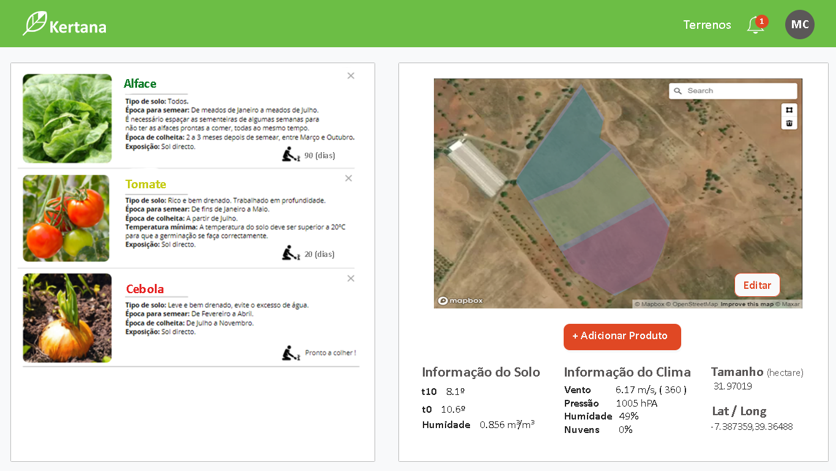 Kertana
Terrenos
1
MC
Alface
Tipo de solo: Todos.
Época para semear: De meados de Janeiro a meados de Julho.
É necessário espaçar as sementeiras de algumas semanas para
não ter as alfaces prontas a comer, todas ao mesmo tempo.
Época de colheita: 2 a 3 meses depois de semear, entre Março e Outubro.
Exposição: Sol directo.
90 (dias)
Tomate
Tipo de solo: Rico e bem drenado. Trabalhado em profundidade.
Época para semear: De fins de Janeiro a Maio.
Época de colheita: A partir de Julho.
Temperatura mínima: A temperatura do solo deve ser superior a 20ºC
para que a germinação se faça correctamente.
Exposição: Sol direto.
20 (dias)
Cebola
Tipo de solo: Leve e bem drenado, evite o excesso de água.
Época para semear: De Fevereiro a Abril.
Época de colheita: De Julho a Novembro.
Exposição: Sol directo.
Pronto a colher !
Search
Editar
mapbox
© Mapbox © OpenStreetMap Improve this map © Maxar
+ Adicionar Produto
Informação do Solo
t10 8.1º
t0 10.6º
Humidade 0.856 m³/m³
Informação do Clima
Vento 6.17 m/s, ( 360 )
Pressão 1005 hPA
Humidade 49%
Nuvens 0%
Tamanho (hectare)
31.97019
Lat / Long
-7.387359,39.36488